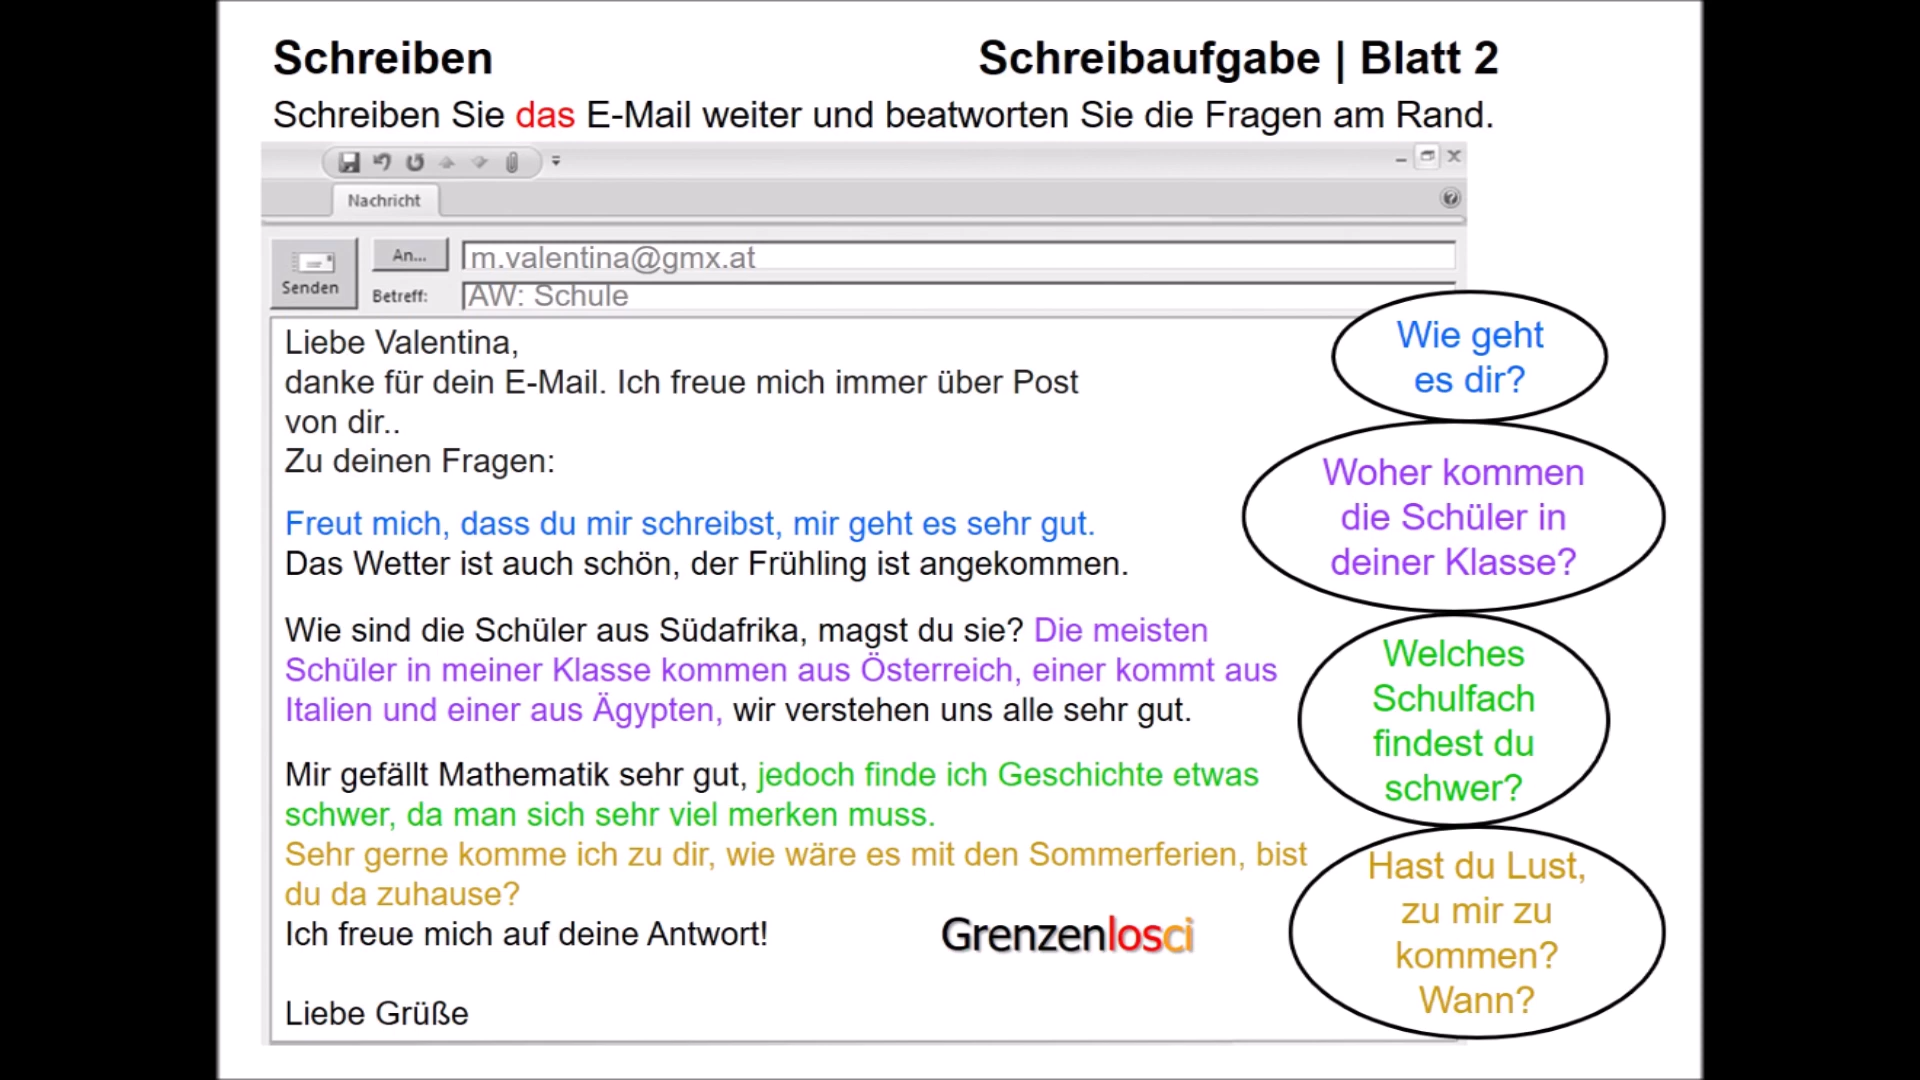 Schreiben
Schreibaufgabe | Blatt 2
Schreiben Sie das E-Mail weiter und beatworten Sie die Fragen am Rand.
Nachricht
An...
m.valentina@gmx.at
Senden
Betreff:
AW: Schule
Liebe Valentina,
danke für dein E-Mail. Ich freue mich immer über Post
von dir..
Zu deinen Fragen:
Freut mich, dass du mir schreibst, mir geht es sehr gut.
Das Wetter ist auch schön, der Frühling ist angekommen.
Wie sind die Schüler aus Südafrika, magst du sie? Die meisten
Schüler in meiner Klasse kommen aus Österreich, einer kommt aus
Italien und einer aus Ägypten, wir verstehen uns alle sehr gut.
Mir gefällt Mathematik sehr gut, jedoch finde ich Geschichte etwas
schwer, da man sich sehr viel merken muss.
Sehr gerne komme ich zu dir, wie wäre es mit den Sommerferien, bist
du da zuhause?
Ich freue mich auf deine Antwort!
Liebe Grüße
Grenzenlosci
Wie geht
es dir?
Woher kommen
die Schüler in
deiner Klasse?
Welches
Schulfach
findest du
schwer?
Hast du Lust,
zu mir zu
kommen?
Wann?